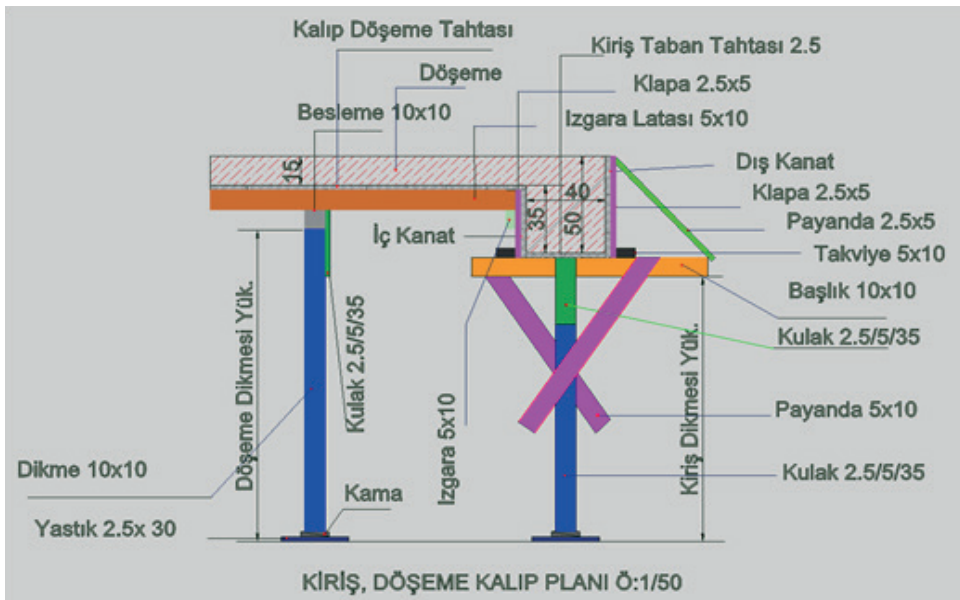 Kalıp Döşeme Tahtası
Kiriş Taban Tahtası 2.5
Döşeme
Klapa 2.5x5
Besleme 10x10
Izgara Latası 5x10
15
Dış Kanat
40
Klapa 2.5x5
35
50
Payanda 2.5x5
İç Kanat
Takviye 5x10
Başlık 10x10
Kulak 2.5/5/35
Döşeme Dikmesi Yük.
Kulak 2.5/5/35
Izgara 5x10
Kiriş Dikmesi Yük.
Payanda 5x10
Dikme 10x10
Kulak 2.5/5/35
Kama
Yastık 2.5x 30
KİRİŞ, DÖŞEME KALIP PLANI Ö:1/50